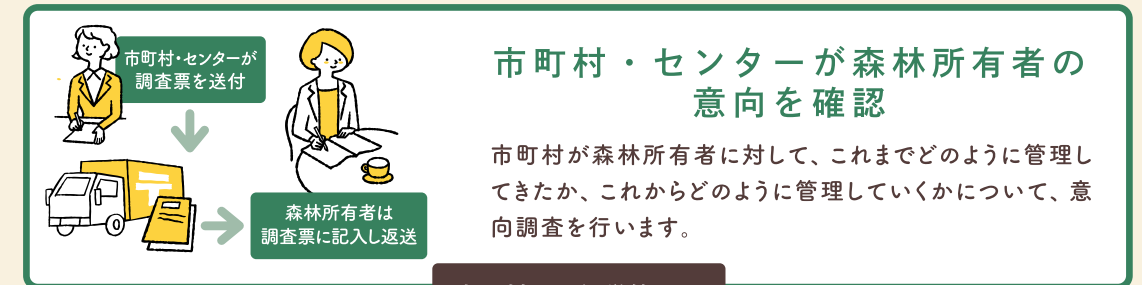 市町村・センターが
調査票を送付
森林所有者は
調査票に記入し返送
市町村・センターが森林所有者の
意向を確認
市町村が森林所有者に対して、これまでどのように管理し
てきたか、これからどのように管理していくかについて、意
向調査を行います。